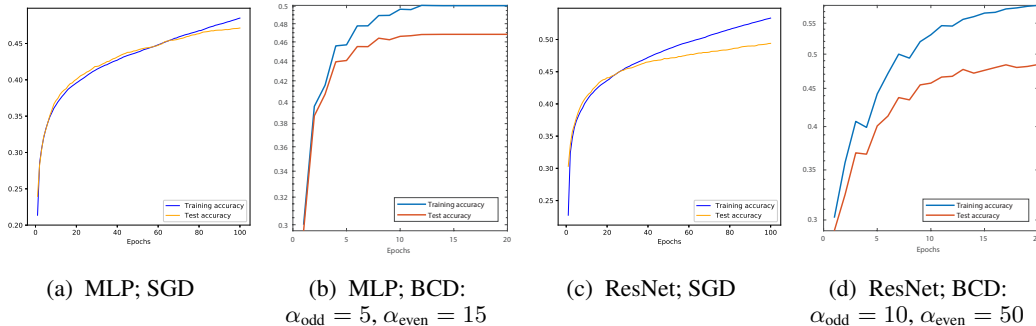 0.45
0.40
0.35
0.30
0.25
0.20
0 20 40 60 80 100
Epochs
Training accuracy
Test accuracy
0.5
0.48
0.46
0.44
0.42
0.4
0.38
0.36
0.34
0.32
0.3
0 5 10 15 20
Epochs
Training accuracy
Test accuracy
0.50
0.45
0.40
0.35
0.30
0.25
0 20 40 60 80 100
Epochs
Training accuracy
Test accuracy
0.55
0.5
0.45
0.4
0.35
0.3
0 5 10 15 20
Epochs
Training accuracy
Test accuracy
(a) MLP; SGD
(b) MLP; BCD:
α_odd = 5, α_even = 15
(c) ResNet; SGD
(d) ResNet; BCD:
α_odd = 10, α_even = 50